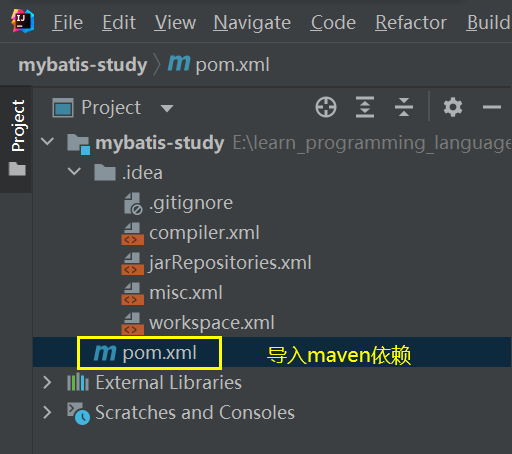 File Edit View Navigate Code Refactor Build
mybatis-study pom.xml
Project
Project
mybatis-study E:\learn_programming_language
.idea
.gitignore
compiler.xml
jarRepositories.xml
misc.xml
workspace.xml
pom.xml 导入maven依赖
External Libraries
Scratches and Consoles